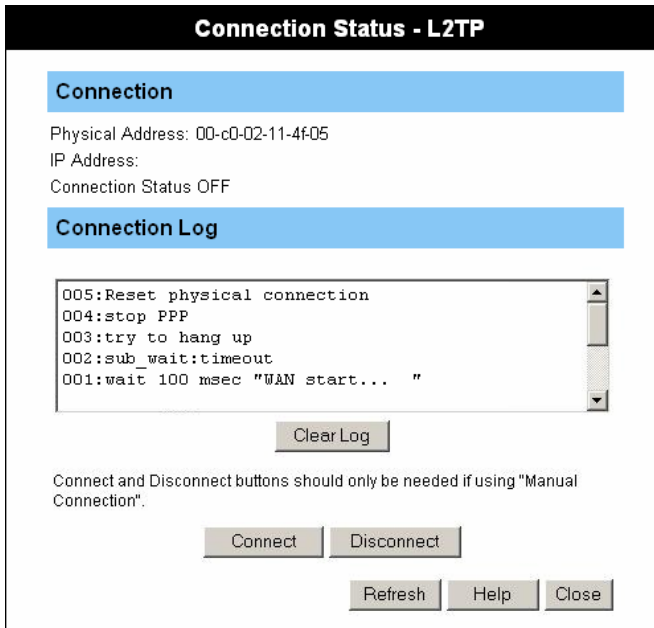 Connection Status - L2TP
Connection
Physical Address: 00-c0-02-11-4f-05
IP Address:
Connection Status OFF
Connection Log
005:Reset physical connection
004:stop PPP
003:try to hang up
002:sub_wait:timeout
001:wait 100 msec "WAN start...  "
Clear Log
Connect and Disconnect buttons should only be needed if using "Manual
Connection".
Connect Disconnect
Refresh Help Close